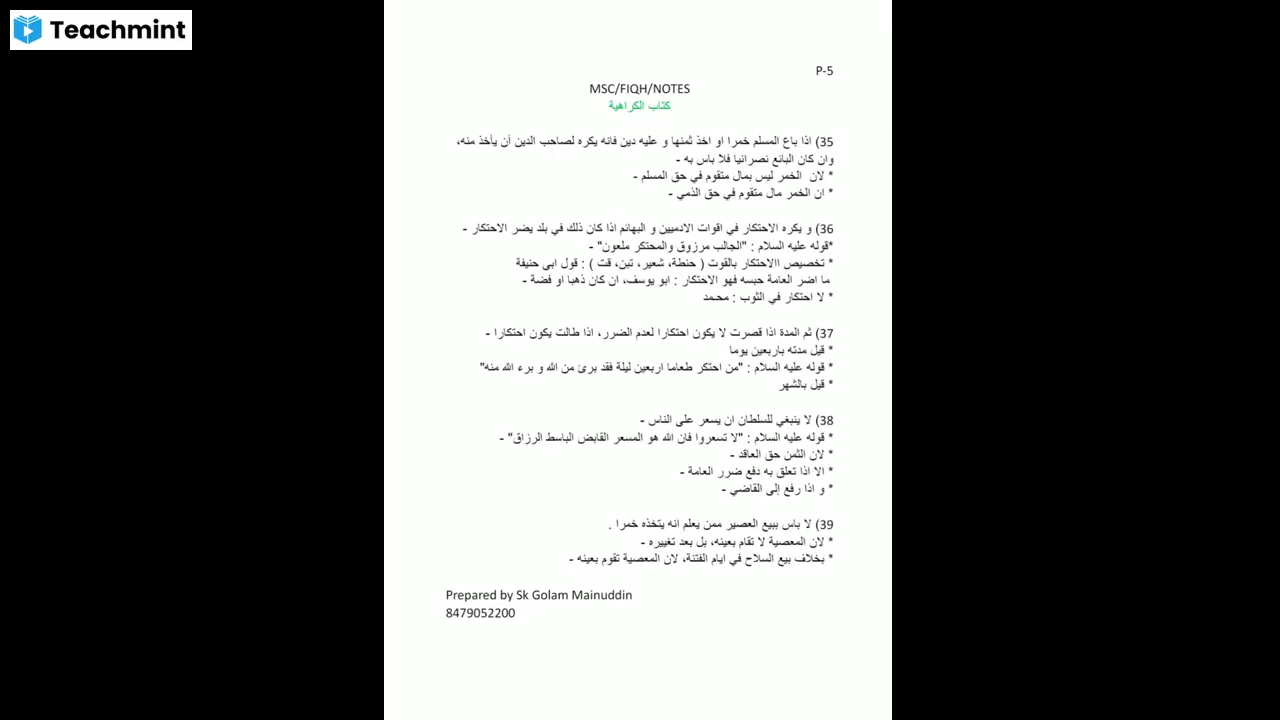 Teachmint
P-5
MSC/FIQH/NOTES
كتاب الكراهية
35) اذا باع المسلم خمرا او اخذ ثمنها و عليه دين فانه يكره لصاحب الدين أن يأخذ منه،
وان كان البائع نصرانيا فلا باس به -
* لان الخمر ليس بمال متقوم في حق المسلم -
* ان الخمر مال متقوم في حق الذمي -
36) و يكره الاحتكار في اقوات الادميين و البهائم اذا كان ذلك في بلد يضر الاحتكار -
*قوله عليه السلام : "الجالب مرزوق والمحتكر ملعون" -
* تخصيص االاحتكار بالقوت ( حنطة، شعير، تبن، قت ) : قول ابى حنيفة
ما اضر العامة حبسه فهو الاحتكار : ابو يوسف، ان كان ذهبا او فضة -
* لا احتكار في الثوب : محمد
37) ثم المدة اذا قصرت لا يكون احتكارا لعدم الضرر، اذا طالت يكون احتكارا -
* قيل مدته باربعين يوما
* قوله عليه السلام : "من احتكر طعاما اربعين ليلة فقد برئ من الله و برء الله منه"
* قيل بالشهر
38) لا ينبغي للسلطان ان يسعر على الناس -
* قوله عليه السلام : "لا تسعروا فان الله هو المسعر القابض الباسط الرزاق" -
* لان الثمن حق العاقد -
* الا اذا تعلق به دفع ضرر العامة -
* و اذا رفع إلى القاضي -
39) لا باس ببيع العصير ممن يعلم انه يتخذه خمرا .
* لان المعصية لا تقام بعينه، بل بعد تغييره -
* بخلاف بيع السلاح في ايام الفتنة، لان المعصية تقوم بعينه -
Prepared by Sk Golam Mainuddin
8479052200